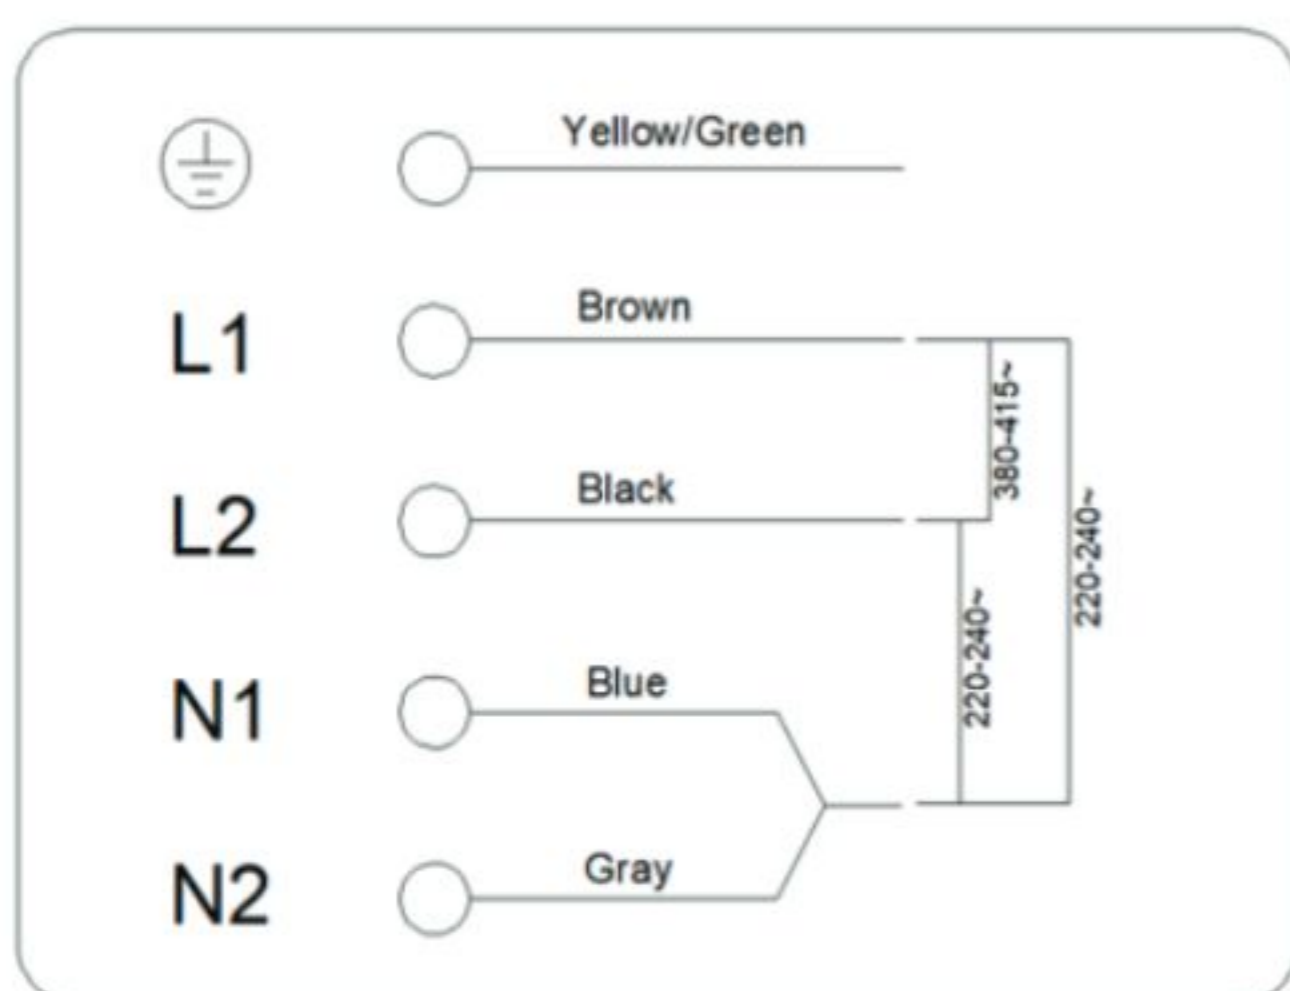 Yellow/Green
L1
Brown
380-415~
L2
Black
220-240~
220-240~
N1
Blue
N2
Gray